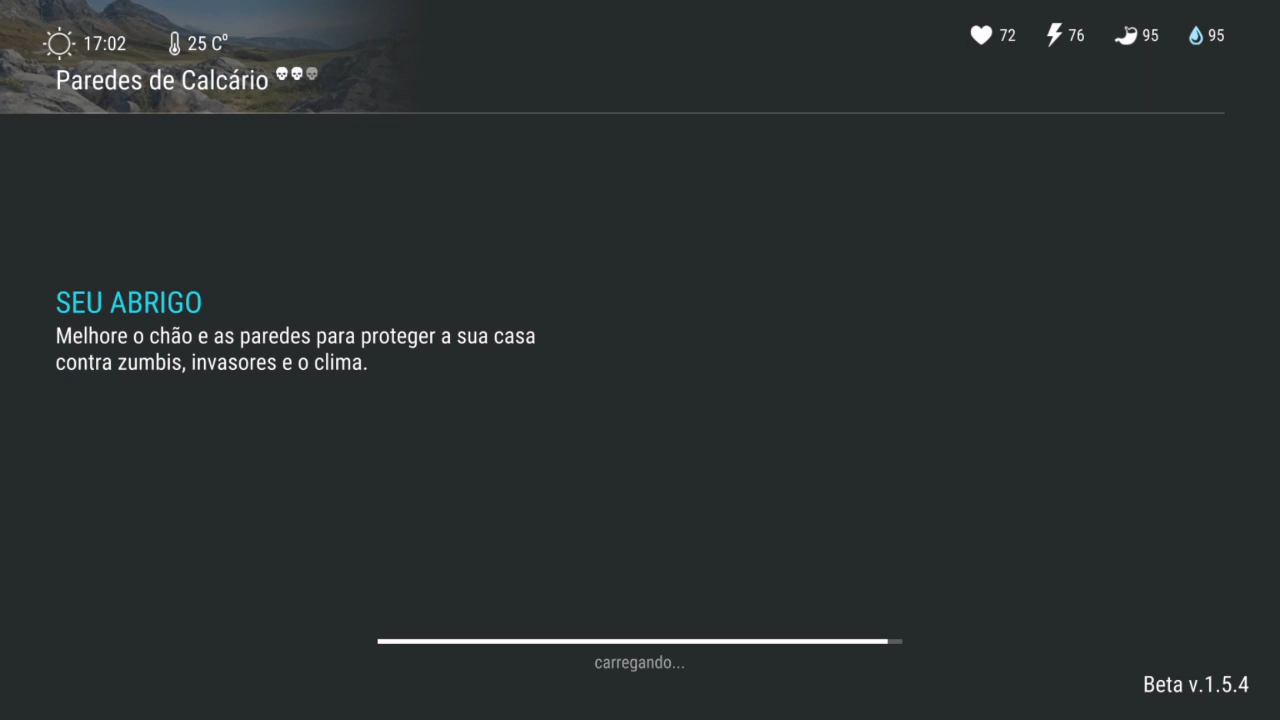 17:02 25 Cº
72 76 95 95
Paredes de Calcário
SEU ABRIGO
Melhore o chão e as paredes para proteger a sua casa
contra zumbis, invasores e o clima.
carregando...
Beta v.1.5.4